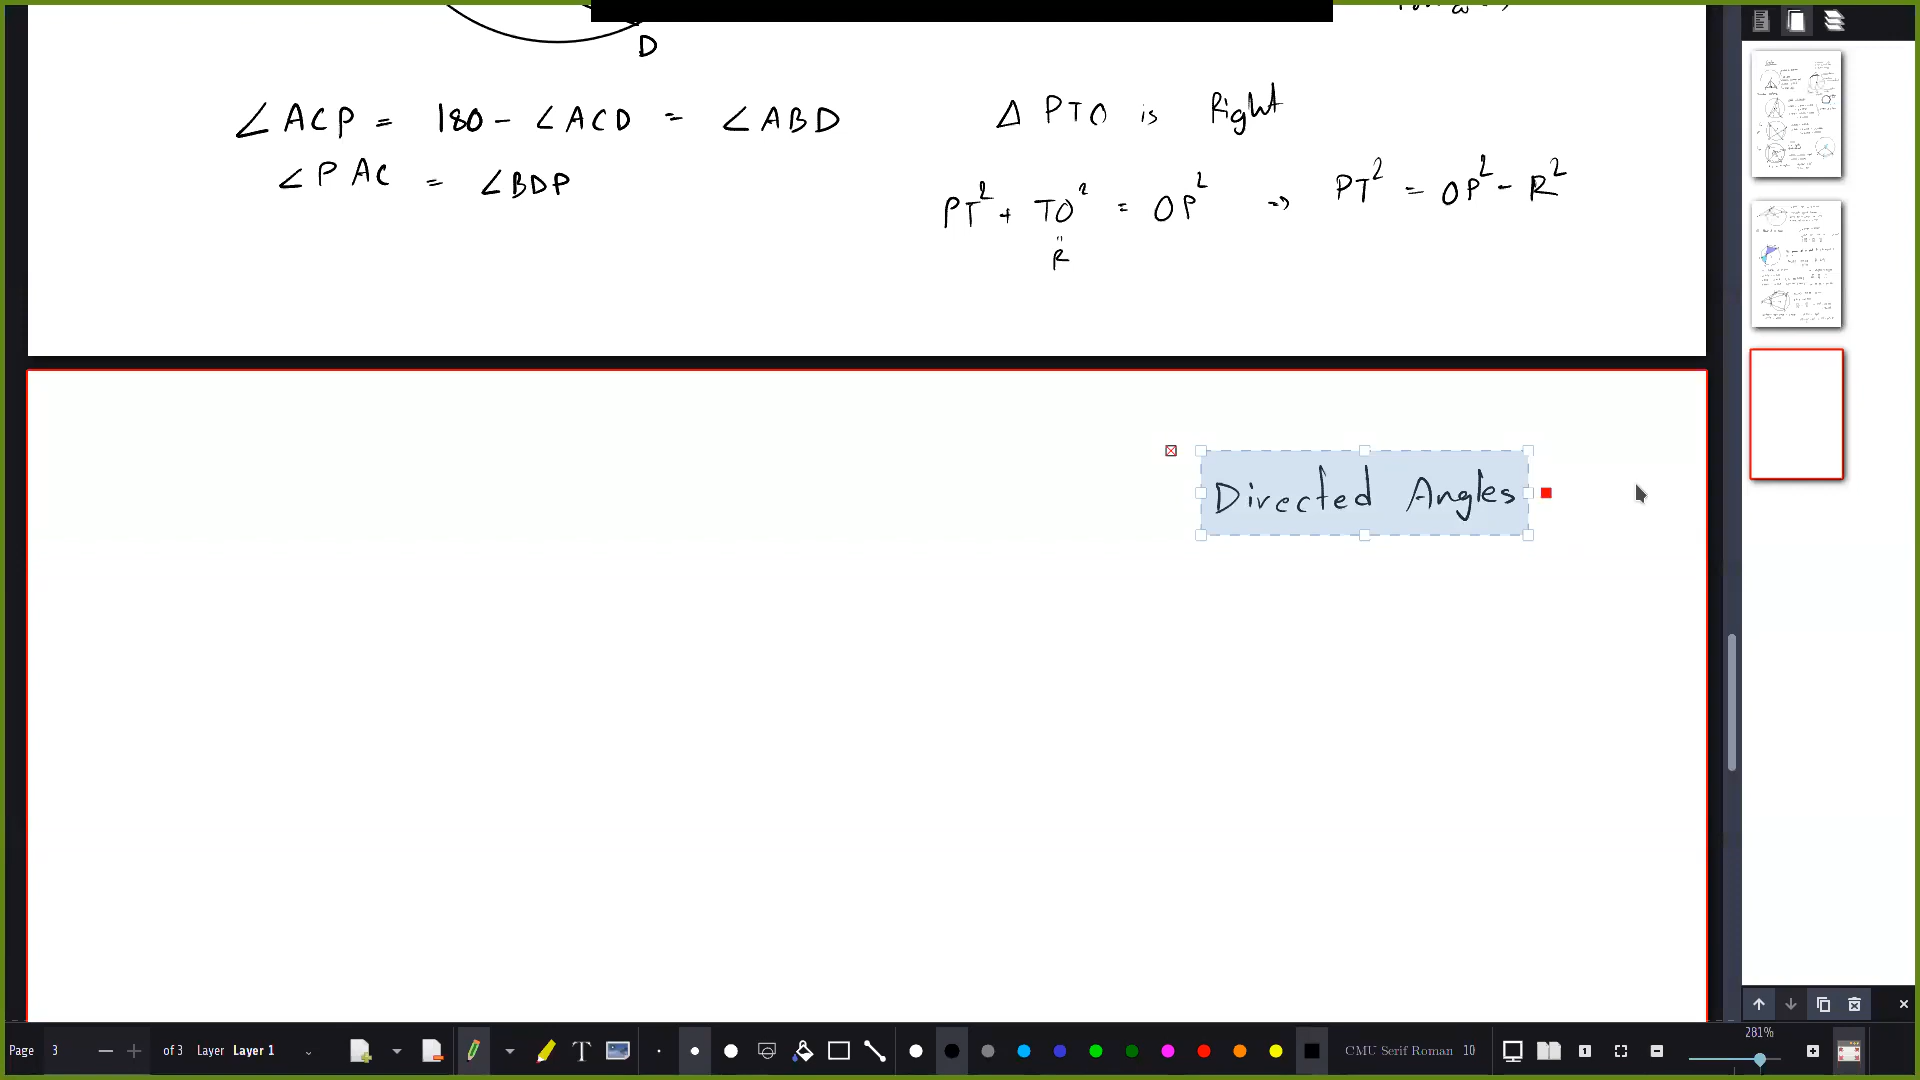 D
∠ACP = 180 - ∠ACD = ∠ABD
∠PAC = ∠BDP
Δ PTO is Right
PT² + TO² = OP² => PT² = OP² - R²
"
R
Directed Angles
Page 3 of 3 Layer Layer 1
CMU Serif Roman 10
281%